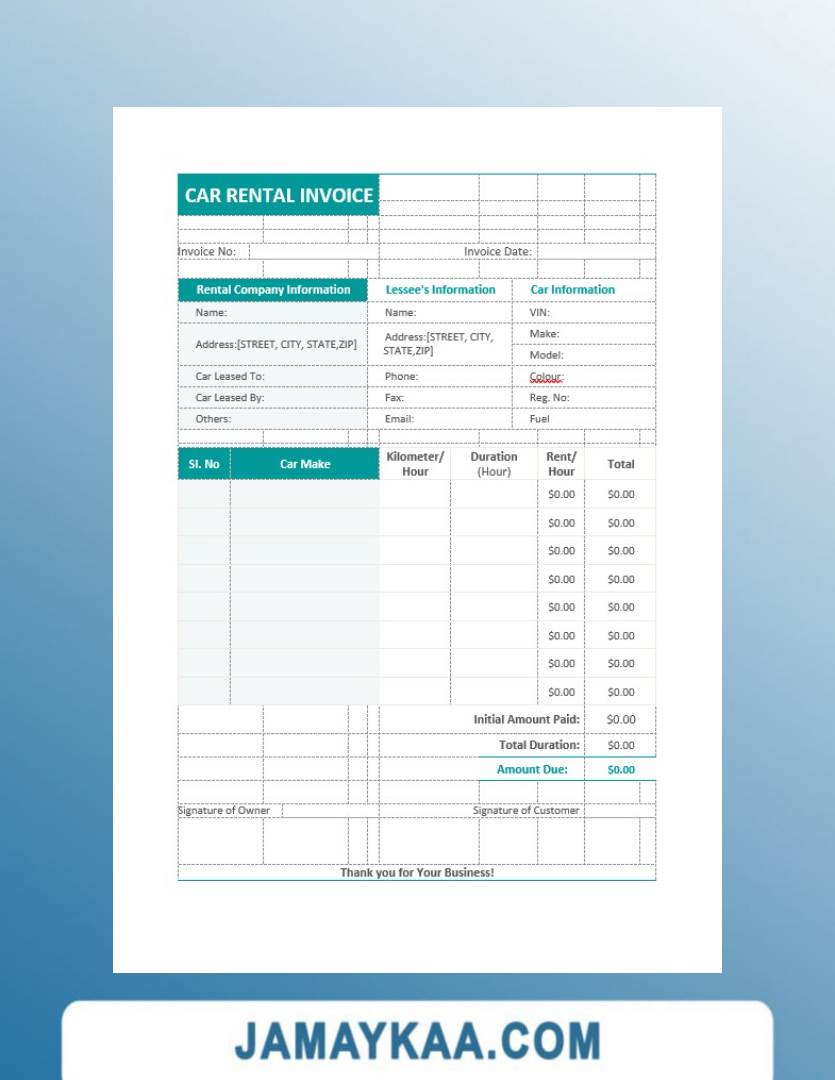 CAR RENTAL INVOICE
Invoice No: Invoice Date:
Rental Company Information Lessee's Information Car Information
Name: Name: VIN:
Address:[STREET, CITY, STATE,ZIP] Address:[STREET, CITY, STATE,ZIP] Make:
Model:
Car Leased To: Phone: Colour:
Car Leased By: Fax: Reg. No:
Others: Email: Fuel
SI. No Car Make Kilometer/ Hour Duration (Hour) Rent/ Hour Total
$0.00 $0.00
$0.00 $0.00
$0.00 $0.00
$0.00 $0.00
$0.00 $0.00
$0.00 $0.00
$0.00 $0.00
$0.00 $0.00
Initial Amount Paid: $0.00
Total Duration: $0.00
Amount Due: $0.00
Signature of Owner Signature of Customer
Thank you for Your Business!
JAMAYKAA.COM